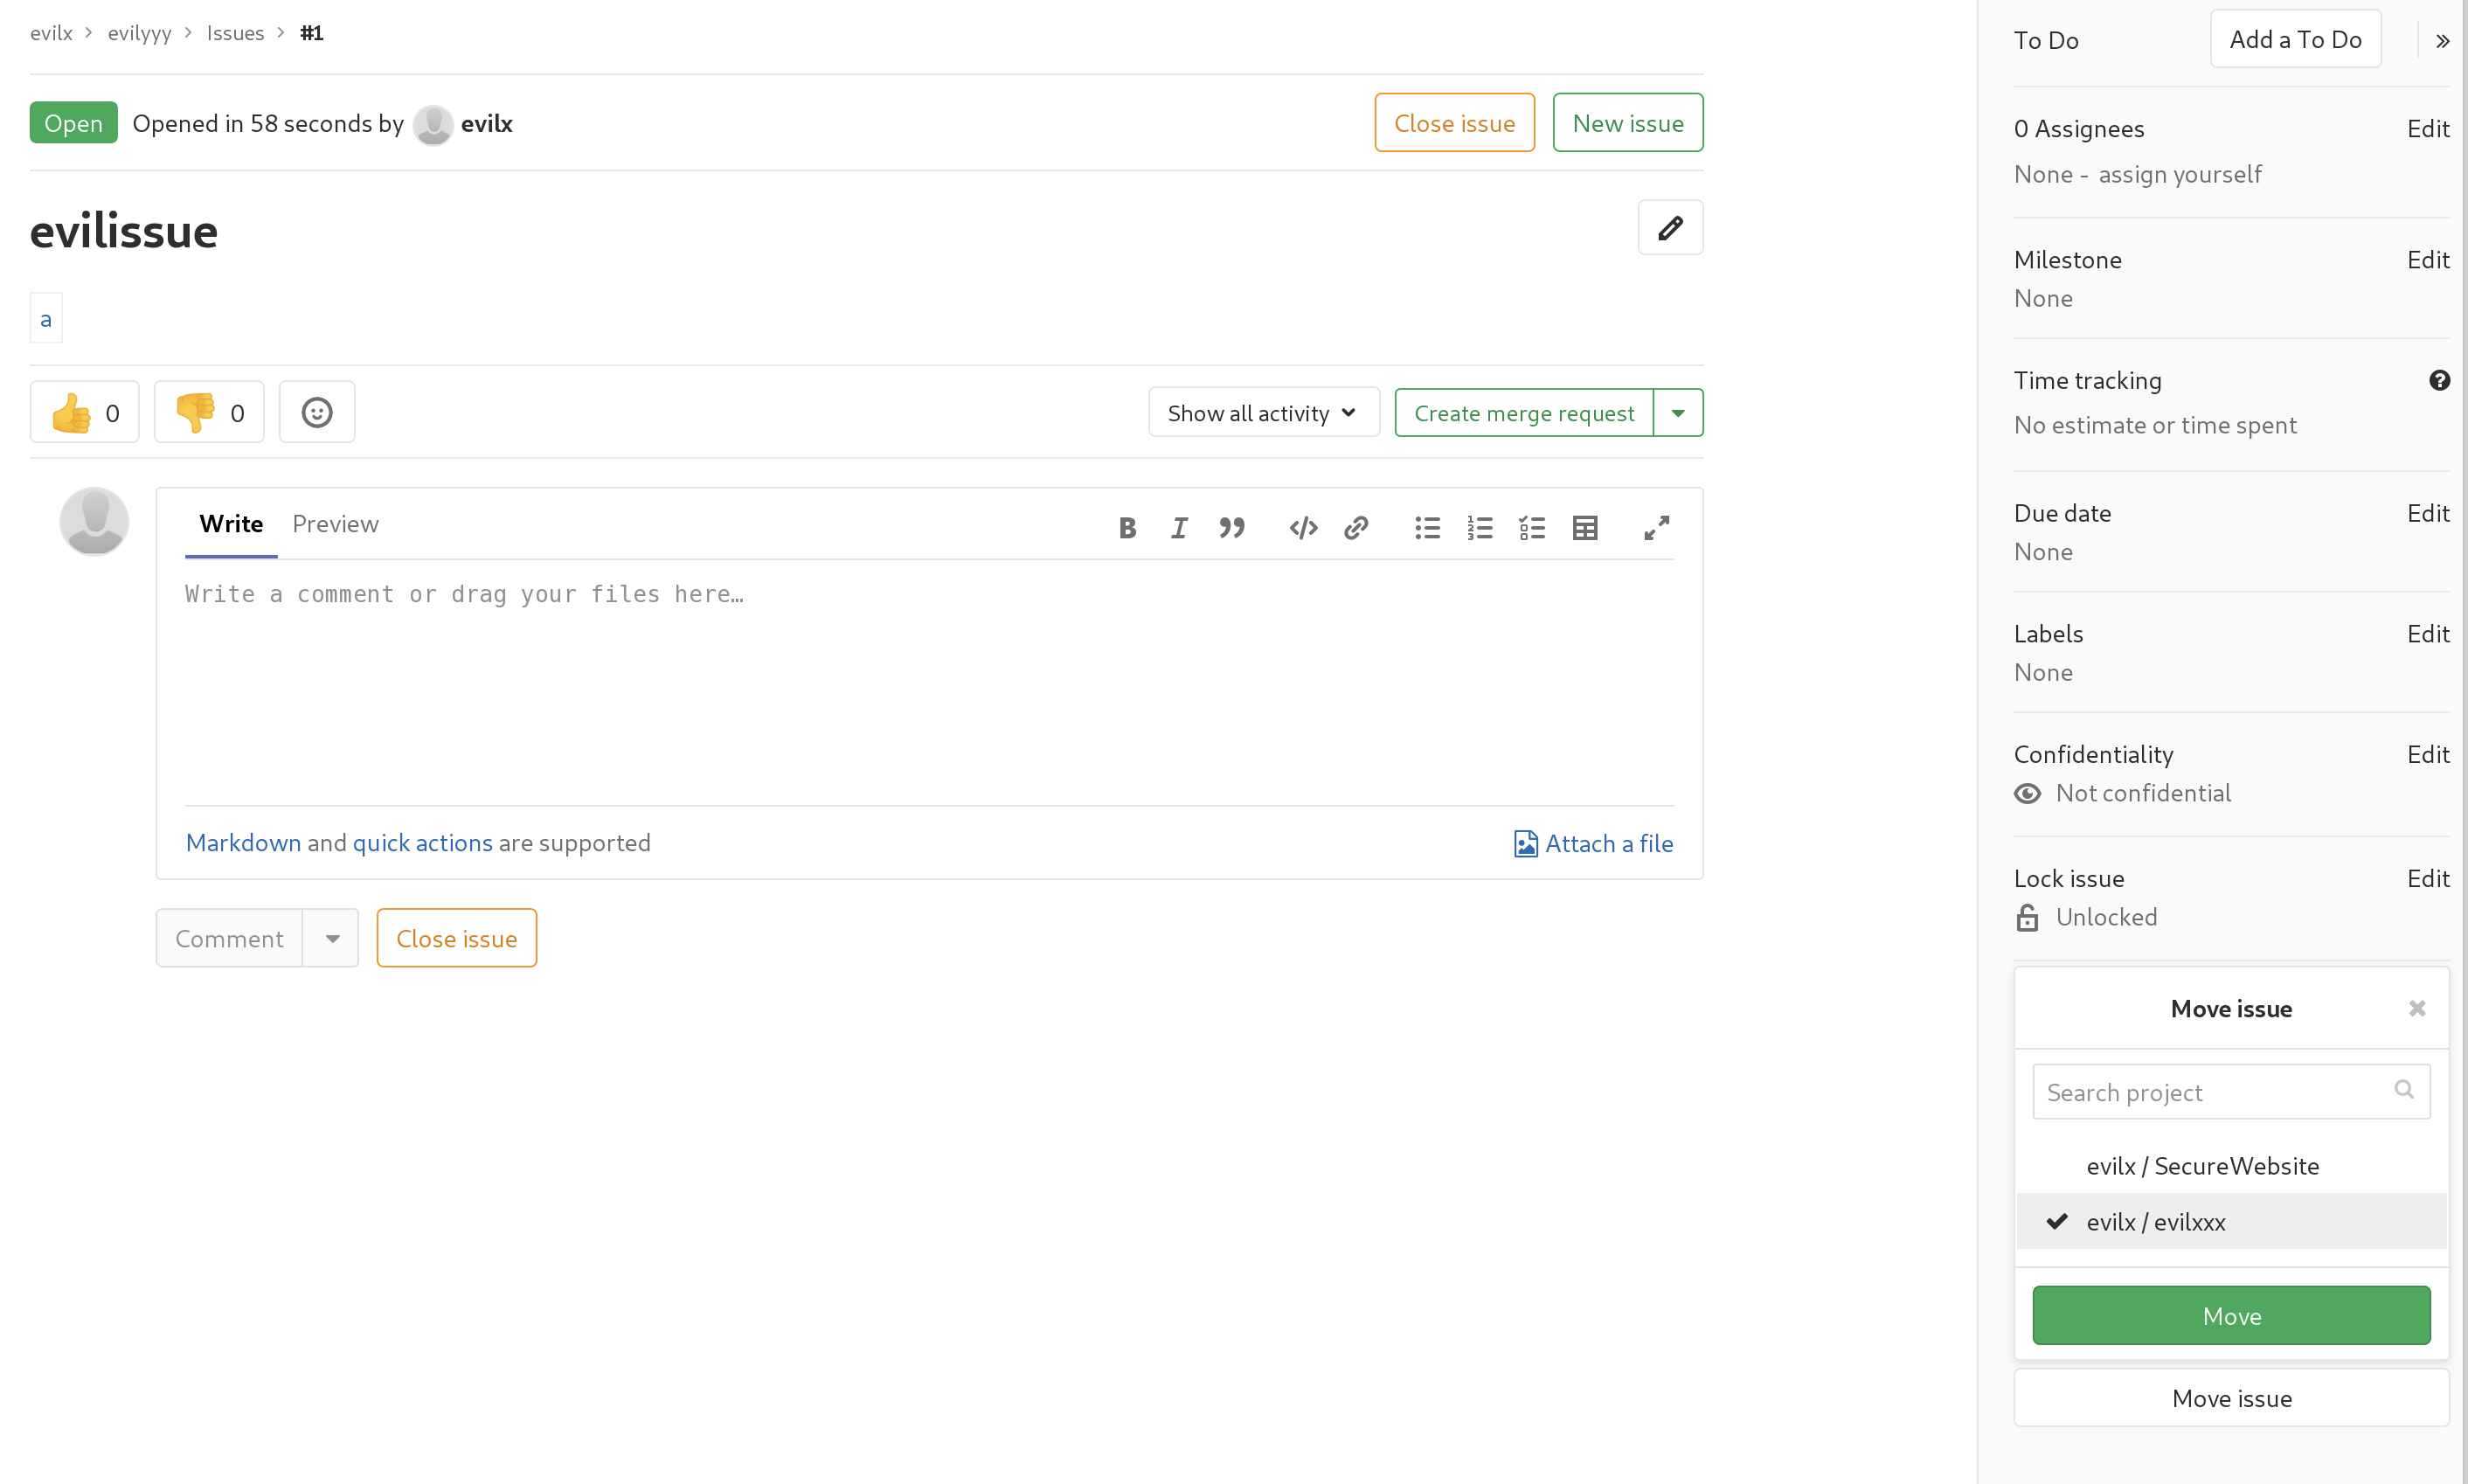 evilx > evilyyy > Issues > #1
Open Opened in 58 seconds by evilx
Close issue New issue
evilissue
a
👍 0 👎 0
Show all activity Create merge request
Write Preview
Write a comment or drag your files here…
Markdown and quick actions are supported
Attach a file
Comment Close issue
To Do Add a To Do »
0 Assignees Edit
None - assign yourself
Milestone Edit
None
Time tracking ?
No estimate or time spent
Due date Edit
None
Labels Edit
None
Confidentiality Edit
Not confidential
Lock issue Edit
Unlocked
Move issue
Search project
evilx / SecureWebsite
evilx / evilxxx
Move
Move issue